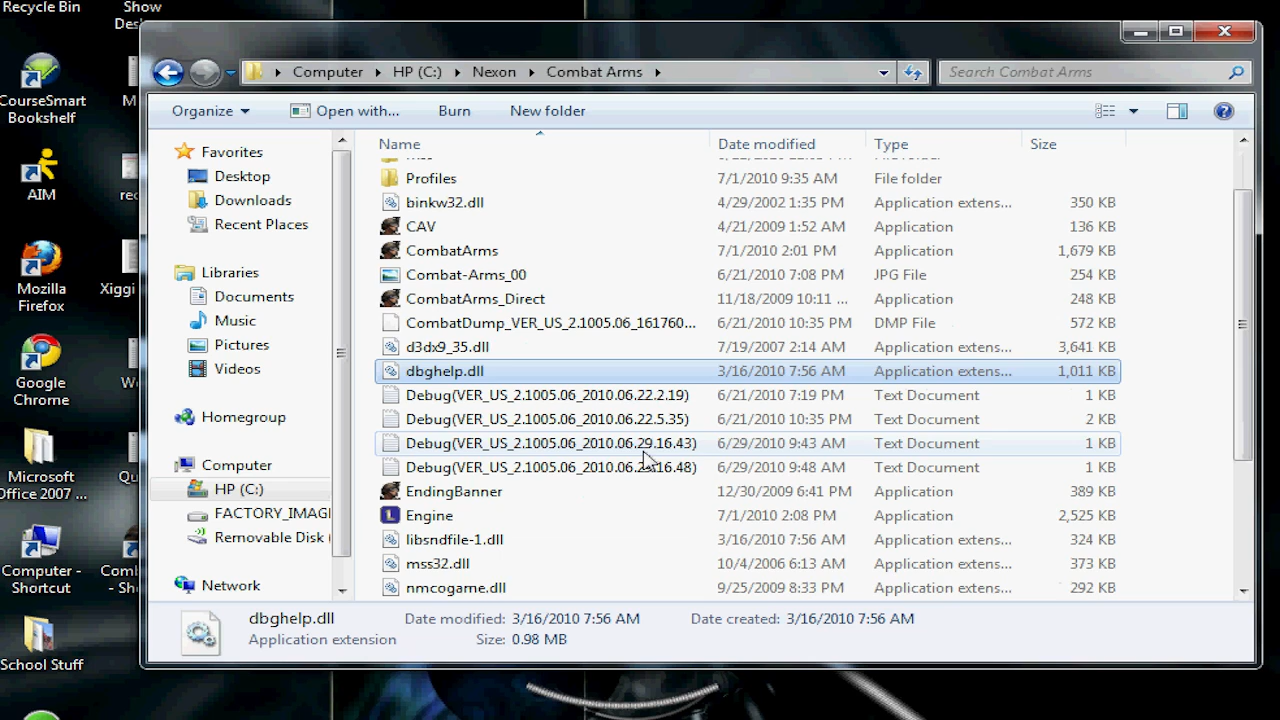 Recycle Bin
Show
Des
CourseSmart
Bookshelf
M
AIM
rec
Mozilla
Firefox
Xiggi
Google
Chrome
Microsoft
Office 2007 ...
Qu
Computer -
Shortcut
Comb
- Sho
School Stuff
Computer HP (C:) Nexon Combat Arms
Search Combat Arms
Organize Open with... Burn New folder
Favorites
Desktop
Downloads
Recent Places
Libraries
Documents
Music
Pictures
Videos
Homegroup
Computer
HP (C:)
FACTORY_IMAG
Removable Disk (
Network
Name Date modified Type Size
Profiles 7/1/2010 9:35 AM File folder
binkw32.dll 4/29/2002 1:35 PM Application extens... 350 KB
CAV 4/21/2009 1:52 AM Application 136 KB
CombatArms 7/1/2010 2:01 PM Application 1,679 KB
Combat-Arms_00 6/21/2010 7:08 PM JPG File 254 KB
CombatArms_Direct 11/18/2009 10:11 ... Application 248 KB
CombatDump_VER_US_2.1005.06_161760... 6/21/2010 10:35 PM DMP File 572 KB
d3dx9_35.dll 7/19/2007 2:14 AM Application extens... 3,641 KB
dbghelp.dll 3/16/2010 7:56 AM Application extens... 1,011 KB
Debug(VER_US_2.1005.06_2010.06.22.2.19) 6/21/2010 7:19 PM Text Document 1 KB
Debug(VER_US_2.1005.06_2010.06.22.5.35) 6/21/2010 10:35 PM Text Document 2 KB
Debug(VER_US_2.1005.06_2010.06.29.16.43) 6/29/2010 9:43 AM Text Document 1 KB
Debug(VER_US_2.1005.06_2010.06.2 .16.48) 6/29/2010 9:48 AM Text Document 1 KB
EndingBanner 12/30/2009 6:41 PM Application 389 KB
Engine 7/1/2010 2:08 PM Application 2,525 KB
libsndfile-1.dll 3/16/2010 7:56 AM Application extens... 324 KB
mss32.dll 10/4/2006 6:13 AM Application extens... 373 KB
nmcogame.dll 9/25/2009 8:33 PM Application extens... 292 KB
dbghelp.dll Date modified: 3/16/2010 7:56 AM Date created: 3/16/2010 7:56 AM
Application extension Size: 0.98 MB